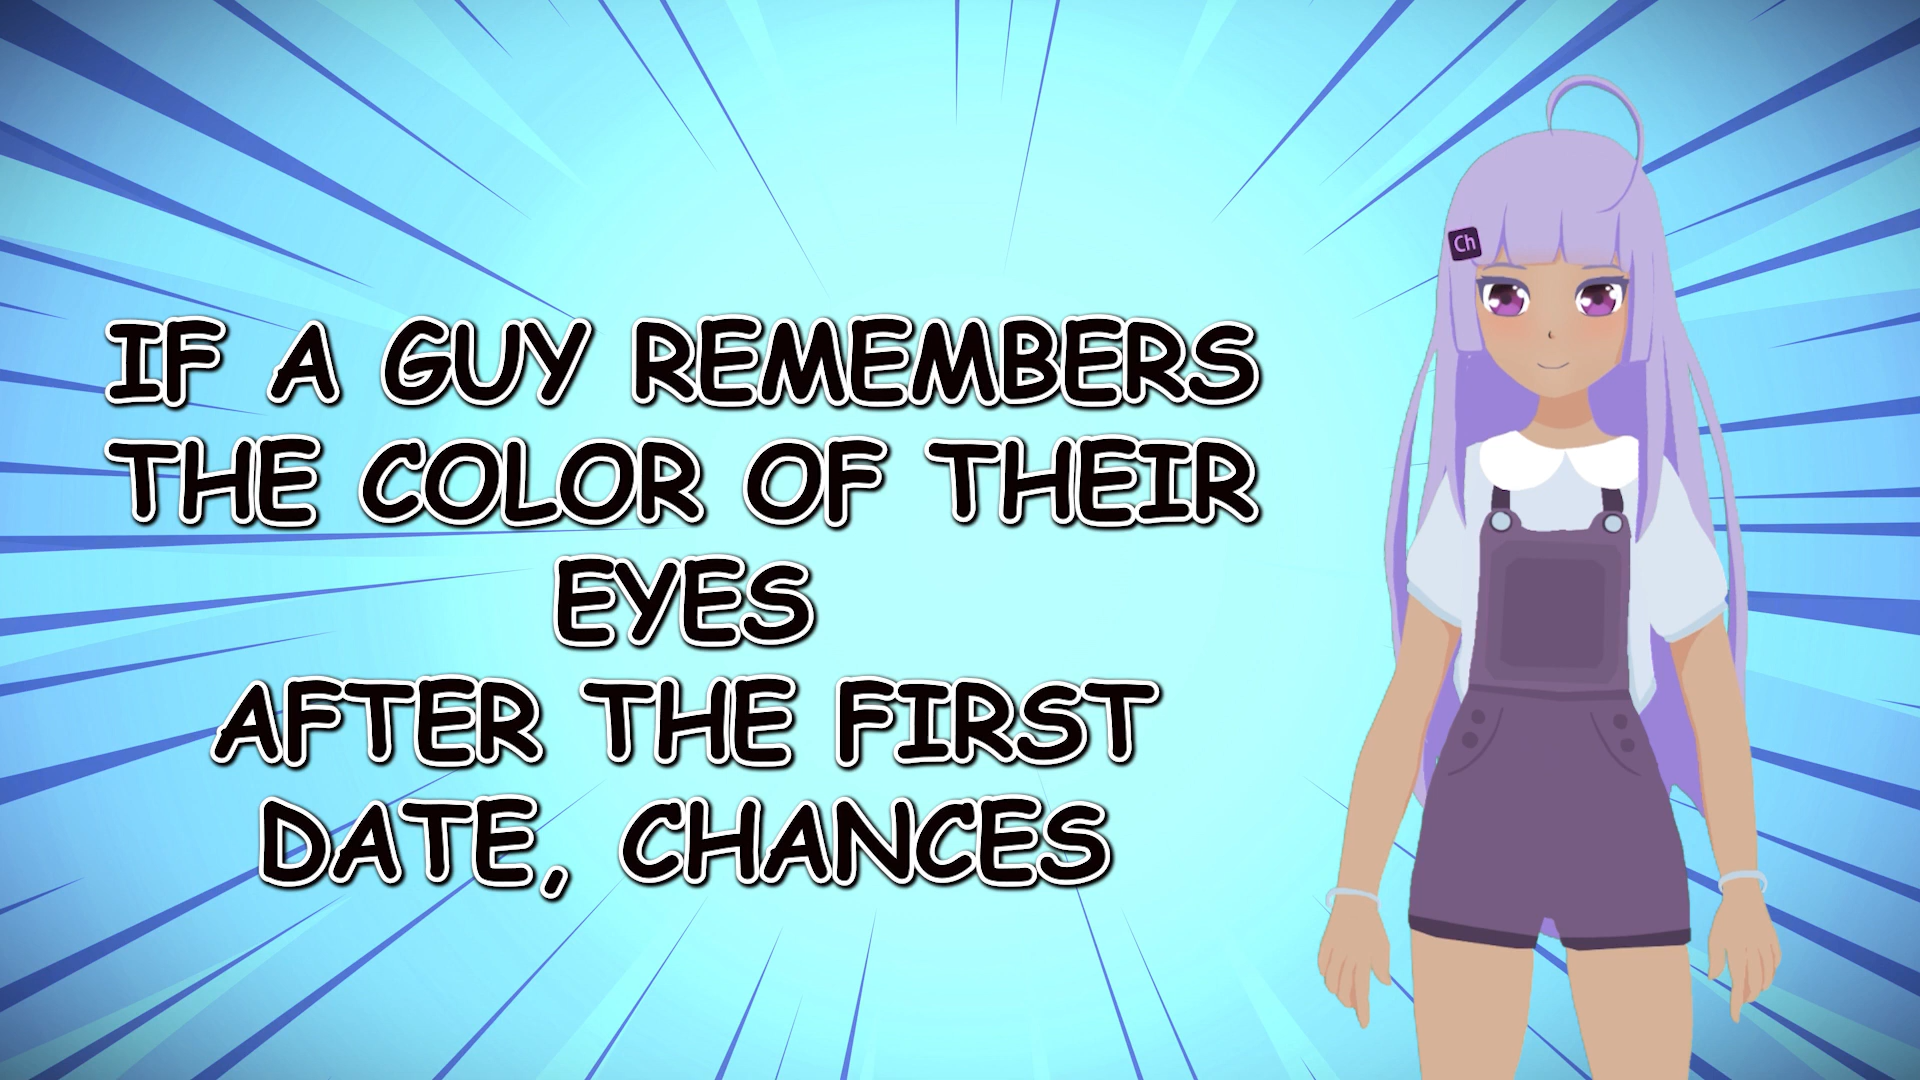 IF A GUY REMEMBERS
THE COLOR OF THEIR
EYES
AFTER THE FIRST
DATE, CHANCES
Ch